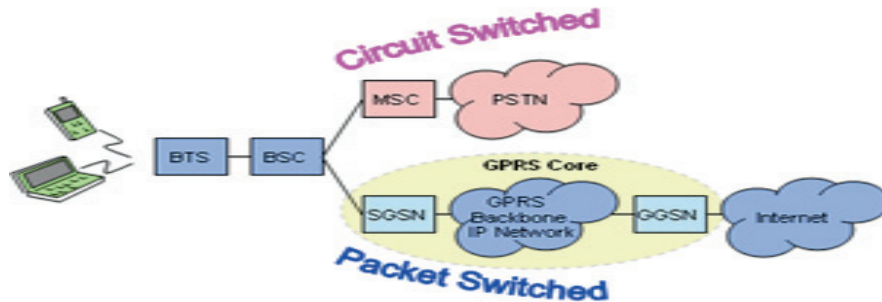 Circuit Switched
MSC
PSTN
BTS
BSC
GPRS Core
SGSN
GPRS
Backbone
IP Network
GGSN
Internet
Packet Switched